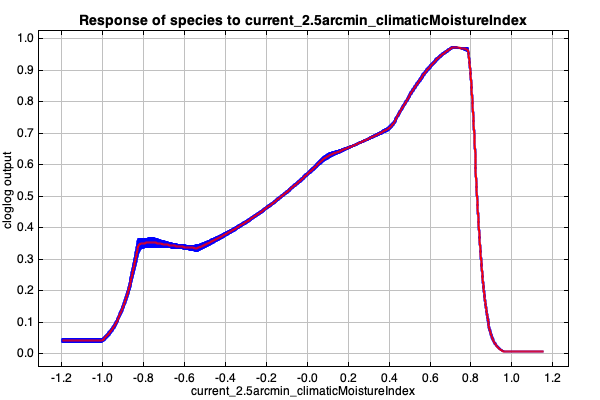 Response of species to current_2.5arcmin_climaticMoistureIndex
1.0
0.9
0.8
0.7
0.6
0.5
0.4
0.3
0.2
0.1
0.0
cloglog output
-1.2 -1.0 -0.8 -0.6 -0.4 -0.2 0.0 0.2 0.4 0.6 0.8 1.0 1.2
current_2.5arcmin_climaticMoistureIndex